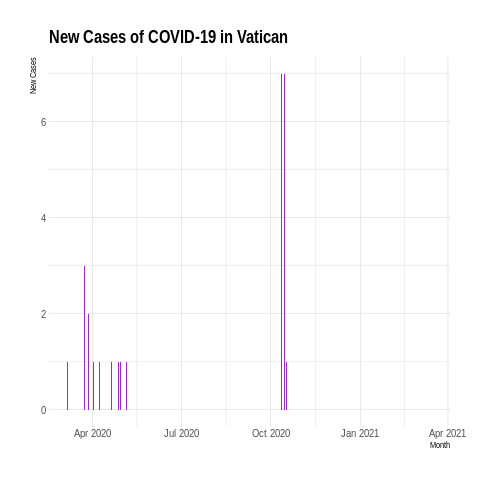 New Cases of COVID-19 in Vatican
New Cases
6
4
2
0
Apr 2020 Jul 2020 Oct 2020 Jan 2021 Apr 2021
Month